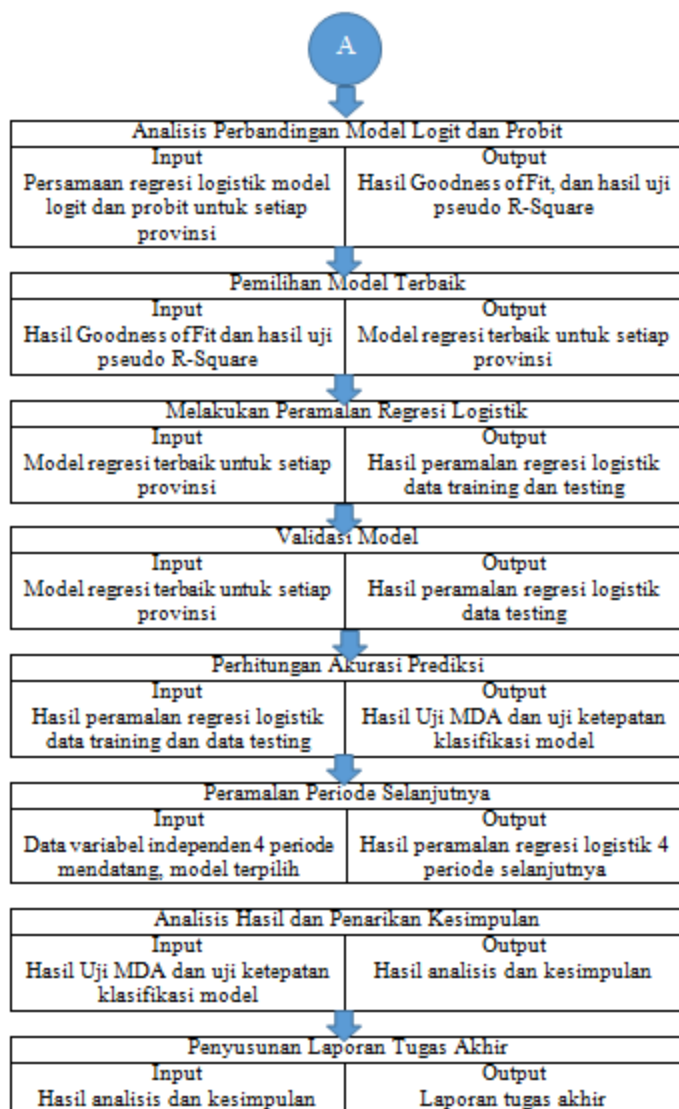 A
Analisis Perbandingan Model Logit dan Probit
Input
Persamaan regresi logistik model
logit dan probit untuk setiap
provinsi
Output
Hasil Goodness of Fit, dan hasil uji
pseudo R-Square
Pemilihan Model Terbaik
Input
Hasil Goodness of Fit dan hasil uji
pseudo R-Square
Output
Model regresi terbaik untuk setiap
provinsi
Melakukan Peramalan Regresi Logistik
Input
Model regresi terbaik untuk setiap
provinsi
Output
Hasil peramalan regresi logistik
data training dan testing
Validasi Model
Input
Model regresi terbaik untuk setiap
provinsi
Output
Hasil peramalan regresi logistik
data testing
Perhitungan Akurasi Prediksi
Input
Hasil peramalan regresi logistik
data training dan data testing
Output
Hasil Uji MDA dan uji ketepatan
klasifikasi model
Peramalan Periode Selanjutnya
Input
Data variabel independen 4 periode
mendatang, model terpilih
Output
Hasil peramalan regresi logistik 4
periode selanjutnya
Analisis Hasil dan Penarikan Kesimpulan
Input
Hasil Uji MDA dan uji ketepatan
klasifikasi model
Output
Hasil analisis dan kesimpulan
Penyusunan Laporan Tugas Akhir
Input
Hasil analisis dan kesimpulan
Output
Laporan tugas akhir